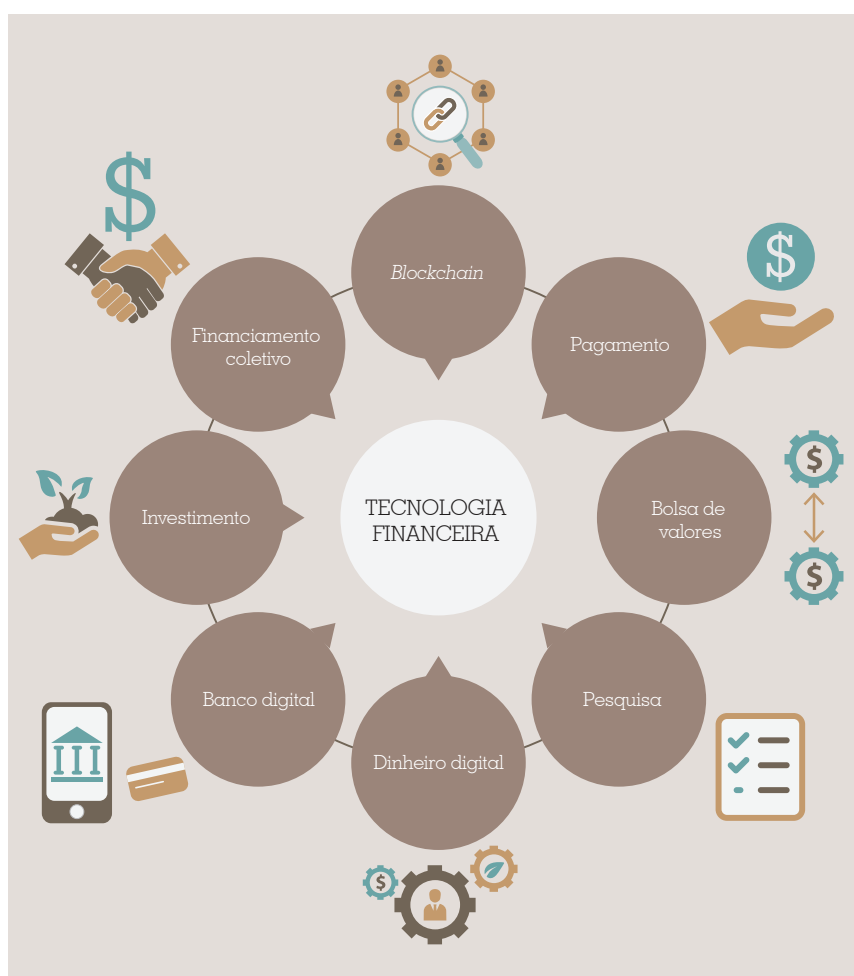 Blockchain
Financiamento
coletivo
Pagamento
Investimento
TECNOLOGIA
FINANCEIRA
Bolsa de
valores
Banco digital
Pesquisa
Dinheiro digital
$
$
$
$
$